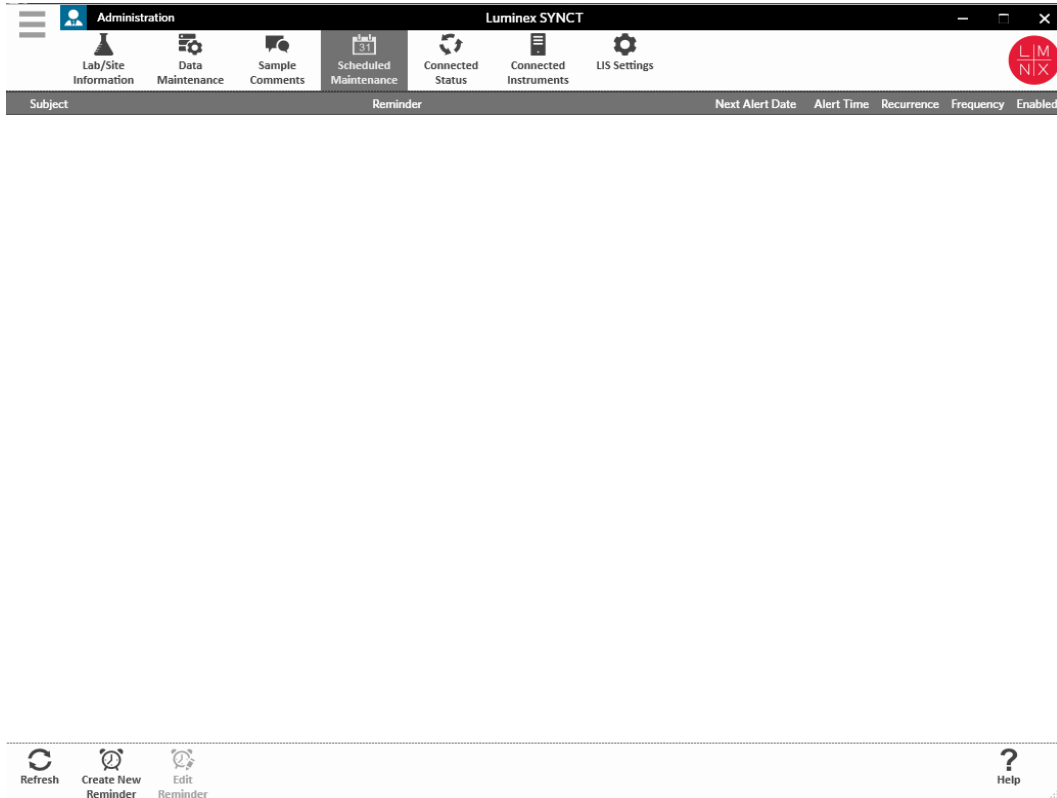 Administration
Luminex SYNCT
Lab/Site
Information
Data
Maintenance
Sample
Comments
31
Scheduled
Maintenance
Connected
Status
Connected
Instruments
LIS Settings
L M
N X
Subject Reminder Next Alert Date Alert Time Recurrence Frequency Enabled
Refresh
Create New
Reminder
Edit
Reminder
?
Help